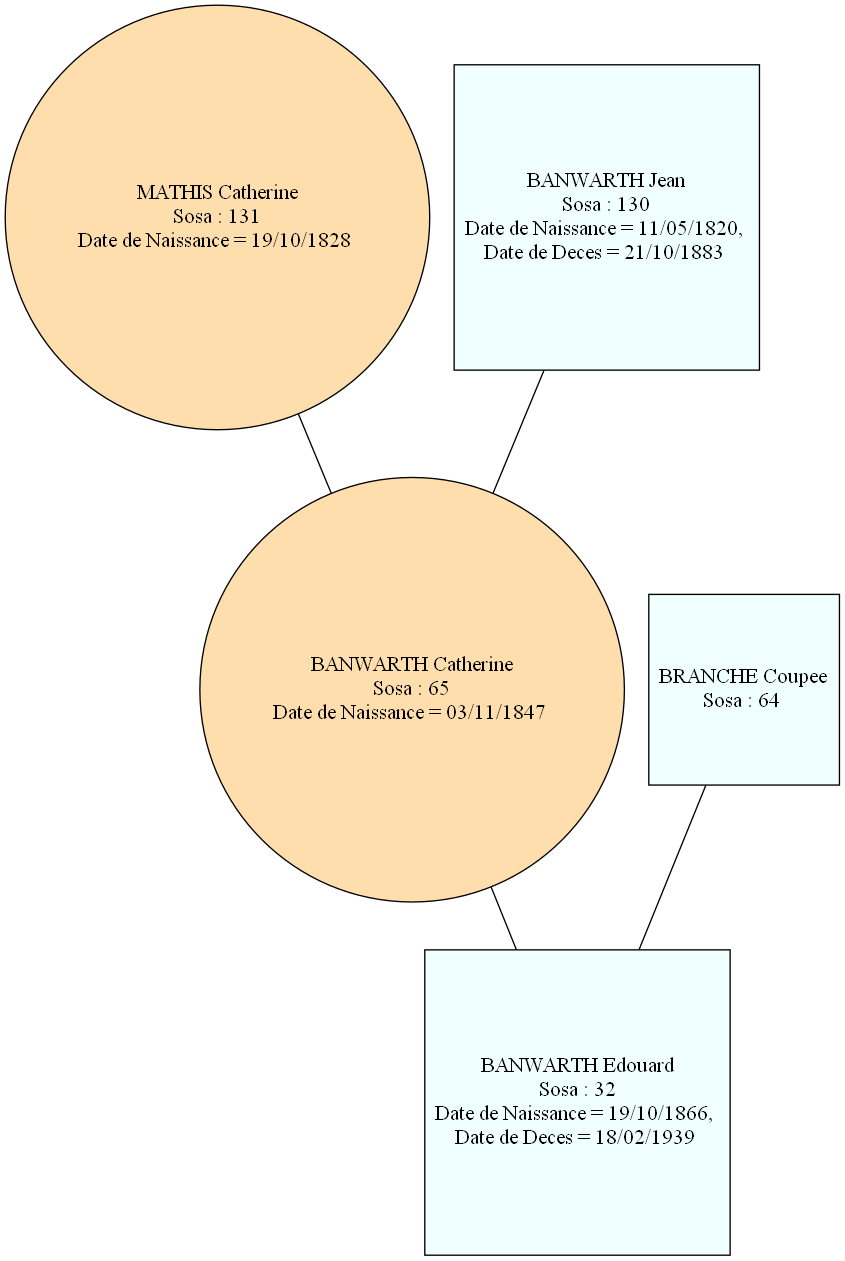 MATHIS Catherine
Sosa : 131
Date de Naissance = 19/10/1828
BANWARTH Jean
Sosa : 130
Date de Naissance = 11/05/1820,
Date de Deces = 21/10/1883
BANWARTH Catherine
Sosa : 65
Date de Naissance = 03/11/1847
BRANCHE Coupee
Sosa : 64
BANWARTH Edouard
Sosa : 32
Date de Naissance = 19/10/1866,
Date de Deces = 18/02/1939